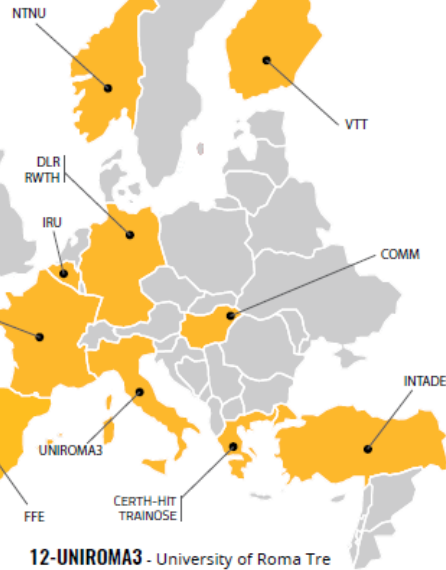 NTNU
VTT
DLR
RWTH
IRU
COMM
INTADE
UNIROMA3
CERTH-HIT
TRAINOSE
FFE
12-UNIROMA3 - University of Roma Tre